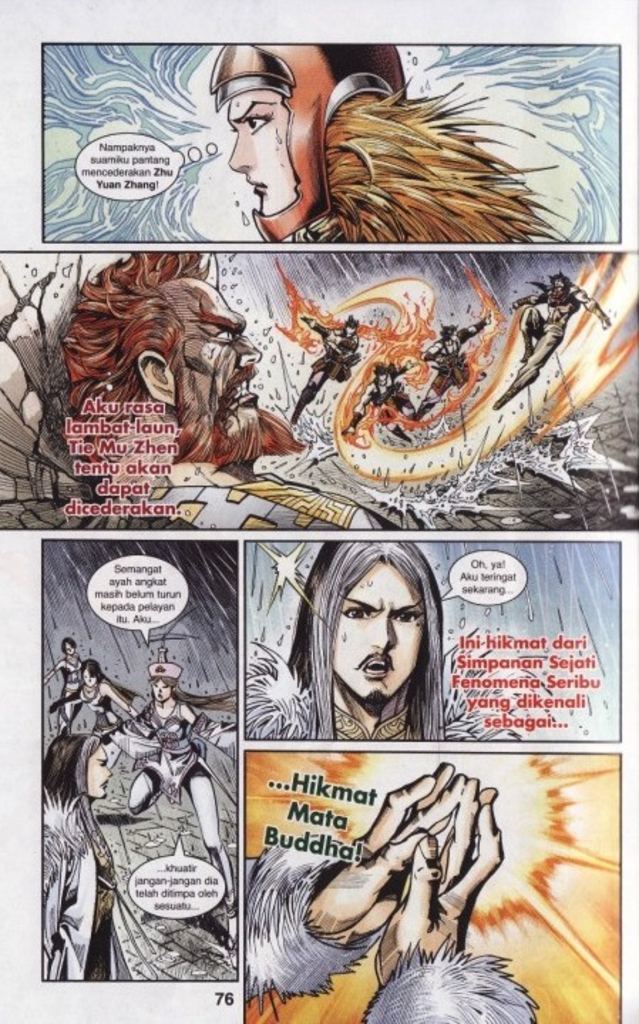 Nampaknya
suamiku pantang
mencederakan Zhu
Yuan Zhang!
Aku rasa
lambat-laun,
Tie Mu Zhen
tentu akan
dapat
dicederakan.
Semangat
ayah angkat
masih belum turun
kepada pelayan
itu. Aku...
...khuatir
jangan-jangan dia
telah ditimpa oleh
sesuatu...
Oh, ya!
Aku teringat
sekarang...
Ini hikmat dari
Simpanan Sejati
Fenomena Seribu
yang dikenali
sebagai...
...Hikmat
Mata
Buddha!
76